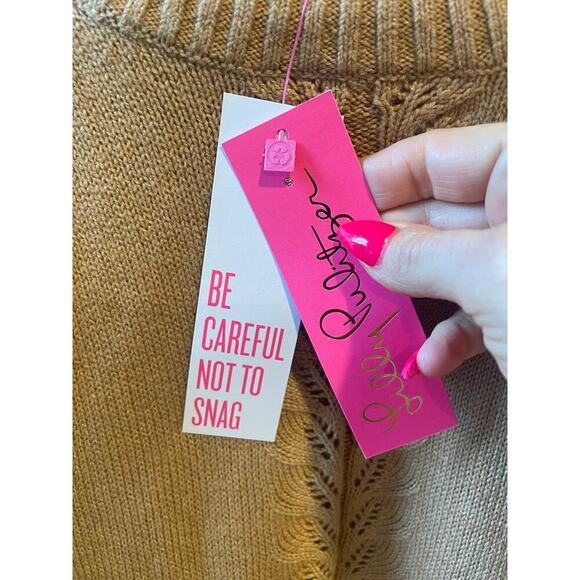 BE
CAREFUL
NOT TO
SNAG
Lilly Pulitzer